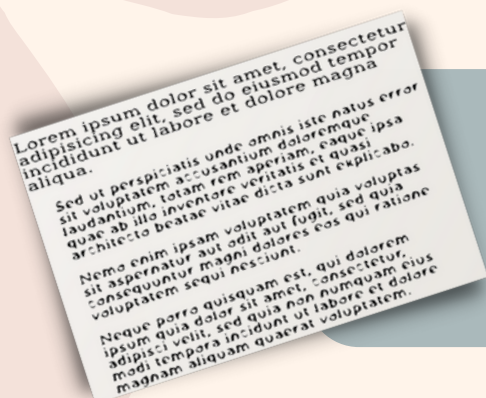 Lorem ipsum dolor sit amet, consectetur
adipisicing elit, sed do eiusmod tempor
incididunt ut labore et dolore magna
aliqua.
Sed ut perspiciatis unde omnis iste natus error
sit voluptatem accusantium doloremque
laudantium, totam rem aperiam, eaque ipsa
quae ab illo inventore veritatis et quasi
architecto beatae vitae dicta sunt explicabo.
Nemo enim ipsam voluptatem quia voluptas
sit aspernatur aut odit aut fugit, sed quia
consequuntur magni dolores eos qui ratione
voluptatem sequi nesciunt.
Neque porro quisquam est, qui dolorem
ipsum quia dolor sit amet, consectetur,
adipisci velit, sed quia non numquam eius
modi tempora incidunt ut labore et dolore
magnam aliquam quaerat voluptatem.